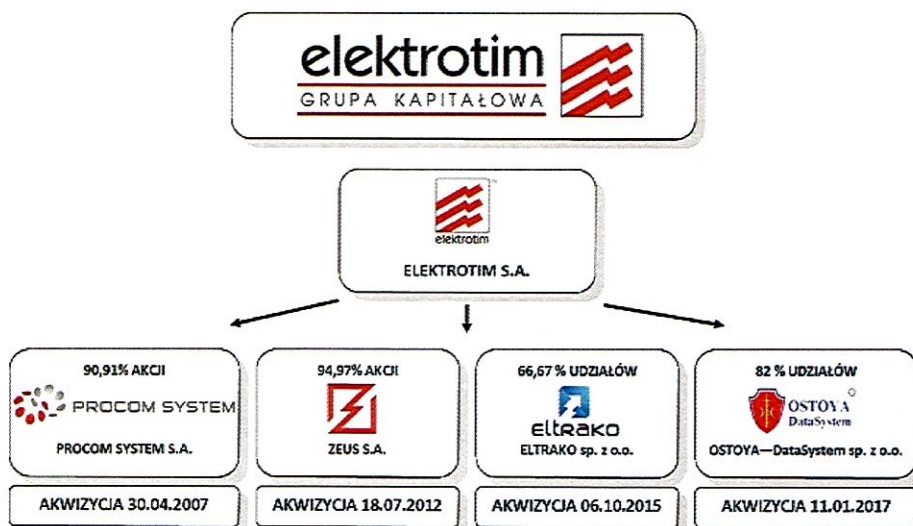 elektrotim
GRUPA KAPITAŁOWA
elektrotim
ELEKTROTIM S.A.
90,91% AKCJI
PROCOM SYSTEM
PROCOM SYSTEM S.A.
94,97% AKCJI
ZEUS S.A.
66,67 % UDZIAŁÓW
ELTRAKO
ELTRAKO sp. z o.o.
82 % UDZIAŁÓW
OSTOYA
DataSystem
OSTOYA—DataSystem sp. z o.o.
AKWIZYCJA 30.04.2007
AKWIZYCJA 18.07.2012
AKWIZYCJA 06.10.2015
AKWIZYCJA 11.01.2017